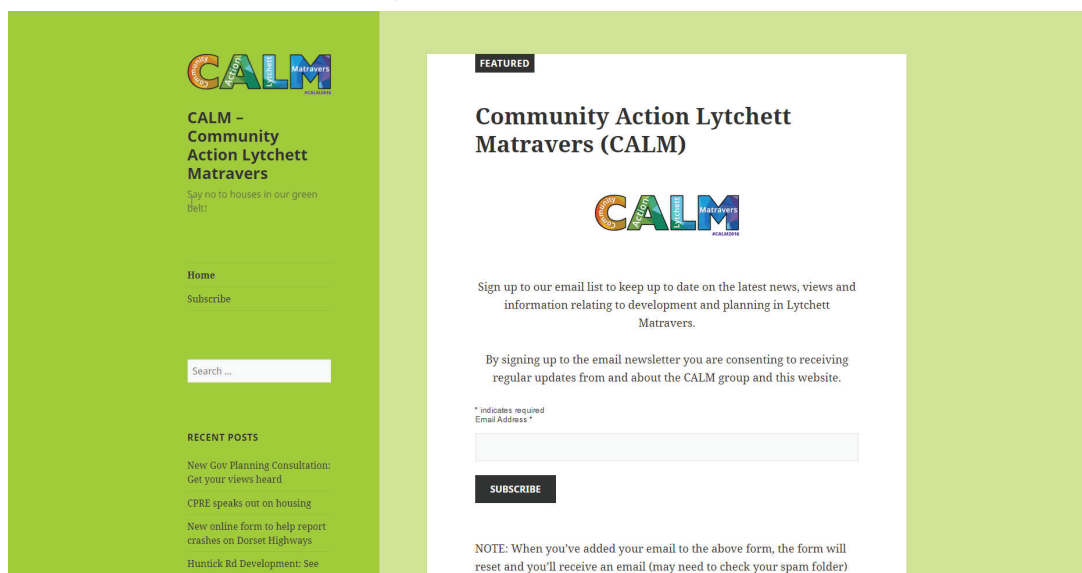 Community
Action
Lytchett
Matravers
CALM
#CALM2016
CALM –
Community
Action Lytchett
Matravers
Say no to houses in our green
belt!
Home
Subscribe
Search ...
RECENT POSTS
New Gov Planning Consultation:
Get your views heard
CPRE speaks out on housing
New online form to help report
crashes on Dorset Highways
Huntick Rd Development: See
FEATURED
Community Action Lytchett
Matravers (CALM)
Community
Action
Lytchett
Matravers
CALM
#CALM2016
Sign up to our email list to keep up to date on the latest news, views and
information relating to development and planning in Lytchett
Matravers.
By signing up to the email newsletter you are consenting to receiving
regular updates from and about the CALM group and this website.
* indicates required
Email Address *
SUBSCRIBE
NOTE: When you've added your email to the above form, the form will
reset and you'll receive an email (may need to check your spam folder)